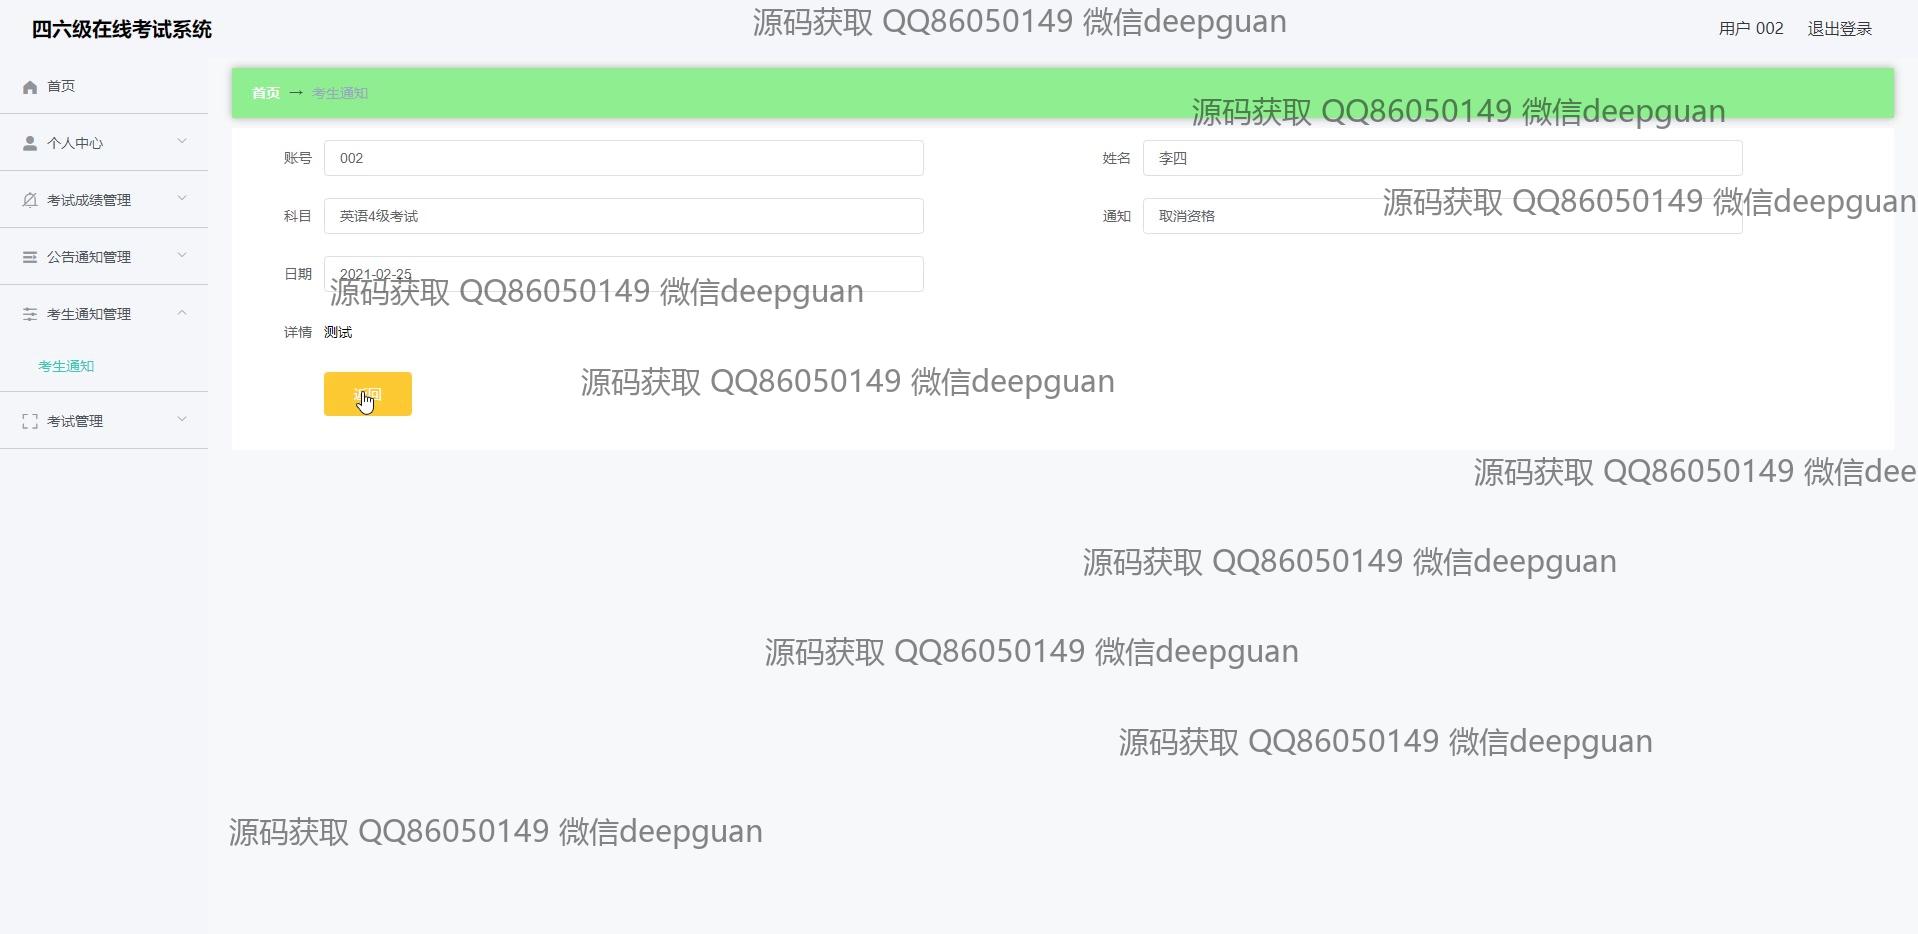 四六级在线考试系统
源码获取 QQ86050149 微信deepguan
用户 002 退出登录
首页
个人中心
考试成绩管理
公告通知管理
考生通知管理
考生通知
考试管理
首页 → 考生通知
源码获取 QQ86050149 微信deepguan
账号 002 姓名 李四
源码获取 QQ86050149 微信deepguan
科目 英语4级考试 通知 取消资格
日期 2021-02-25
源码获取 QQ86050149 微信deepguan
详情 测试
源码获取 QQ86050149 微信deepguan
源码获取 QQ86050149 微信dee
源码获取 QQ86050149 微信deepguan
源码获取 QQ86050149 微信deepguan
源码获取 QQ86050149 微信deepguan
源码获取 QQ86050149 微信deepguan